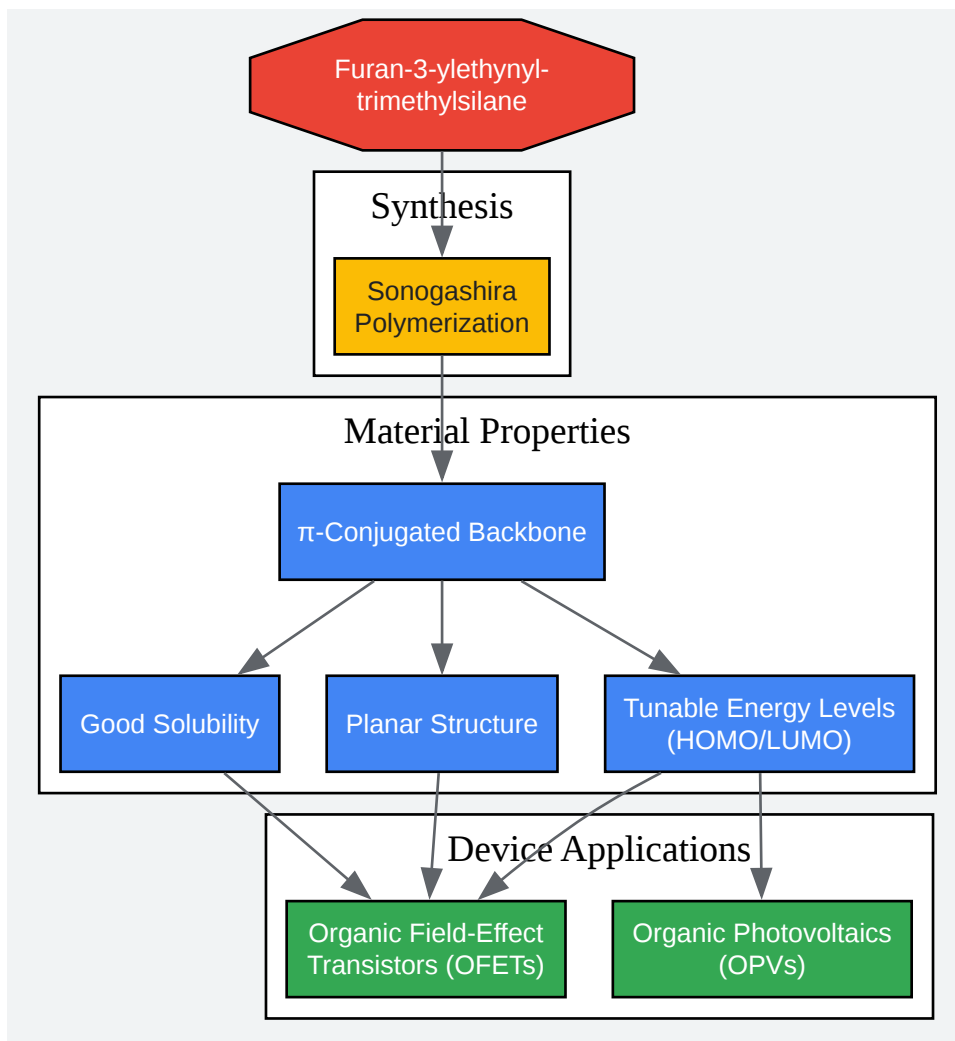 Furan-3-ylethynyl-
trimethylsilane
Synthesis
Sonogashira
Polymerization
Material Properties
π-Conjugated Backbone
Good Solubility
Planar Structure
Tunable Energy Levels
(HOMO/LUMO)
Device Applications
Organic Field-Effect
Transistors (OFETs)
Organic Photovoltaics
(OPVs)